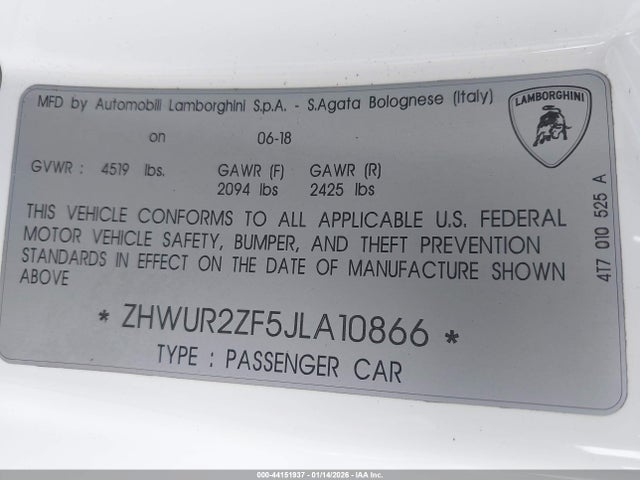 MFD by Automobili Lamborghini S.p.A. - S.Agata Bolognese (Italy)
LAMBORGHINI
on 06-18
GVWR : 4519 lbs. GAWR (F) GAWR (R)
2094 lbs 2425 lbs
THIS VEHICLE CONFORMS TO ALL APPLICABLE U.S. FEDERAL
MOTOR VEHICLE SAFETY, BUMPER, AND THEFT PREVENTION
STANDARDS IN EFFECT ON THE DATE OF MANUFACTURE SHOWN
ABOVE
* ZHWUR2ZF5JLA10866 *
TYPE : PASSENGER CAR
4T7 010 525 A
000-44151937 - 01/14/2026 - IAA Inc.